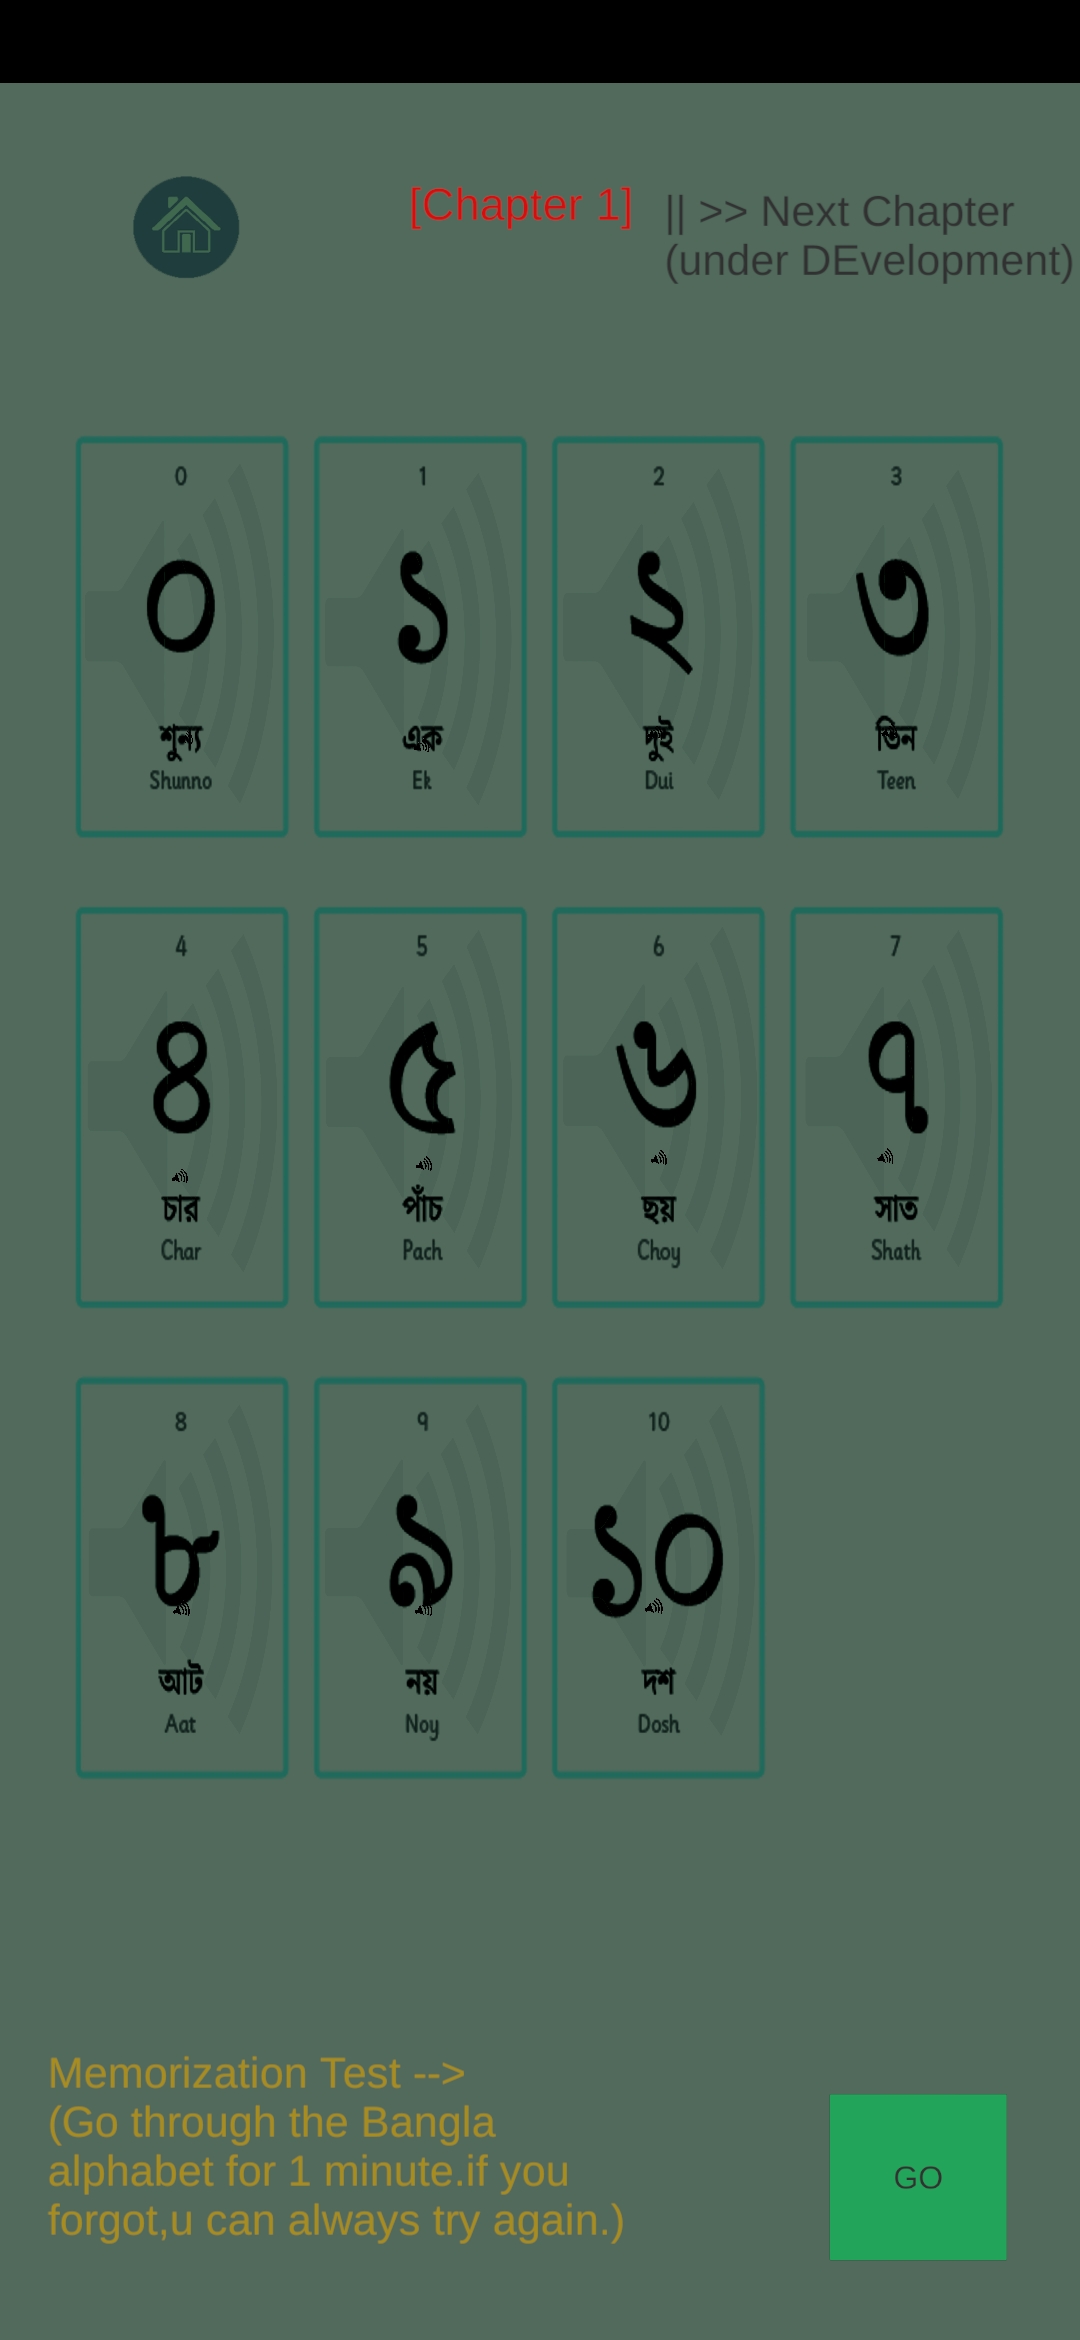 [Chapter 1]
|| >> Next Chapter
(under DEvelopment)
0
০
শুন্য
Shunno
1
১
এক
Ek
2
২
দুই
Dui
3
৩
তিন
Teen
4
৪
চার
Char
5
৫
পাঁচ
Pach
6
৬
ছয়
Choy
7
৭
সাত
Shath
8
৮
আট
Aat
9
৯
নয়
Noy
10
১০
দশ
Dosh
Memorization Test -->
(Go through the Bangla
alphabet for 1 minute.if you
forgot,u can always try again.)
GO